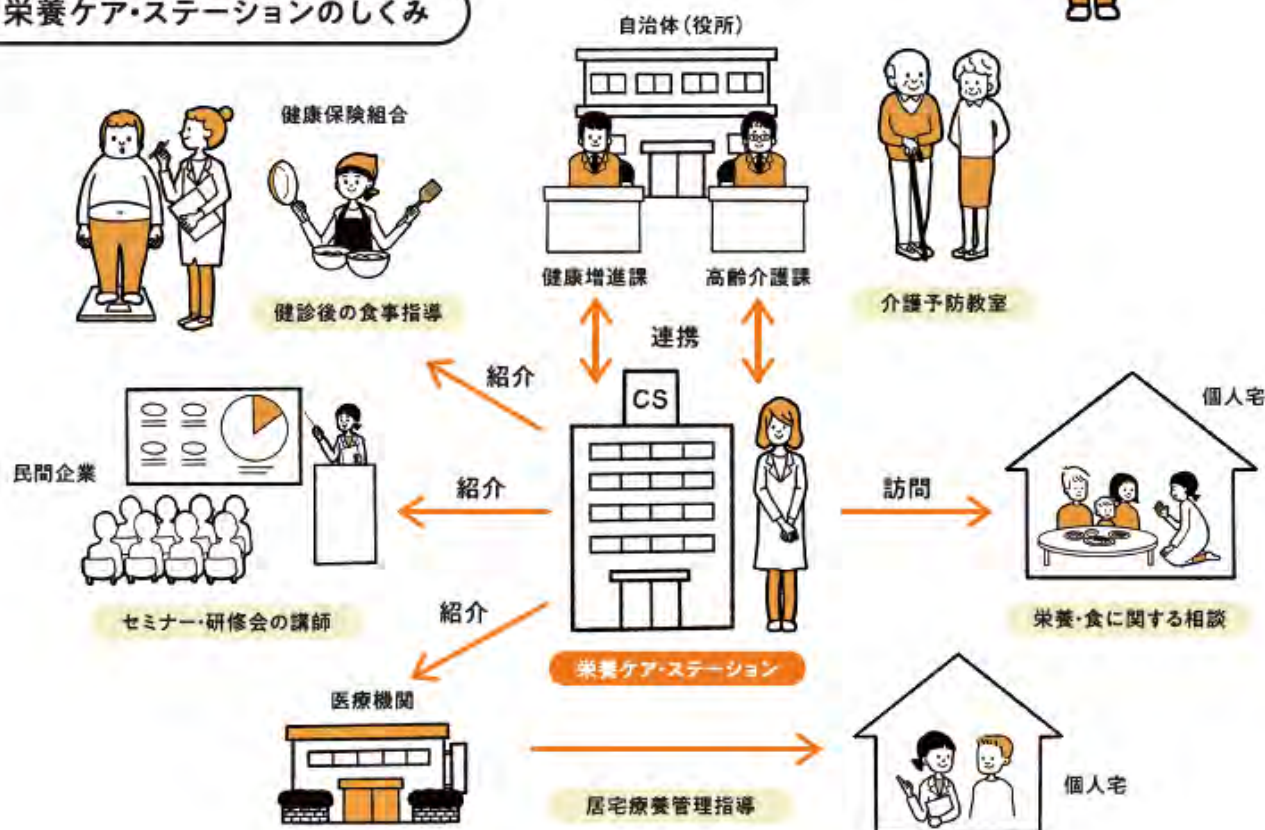 栄養ケア・ステーションのしくみ
自治体(役所)
健康保険組合
健康増進課
高齢介護課
健診後の食事指導
介護予防教室
連携
紹介
CS
個人宅
民間企業
紹介
訪問
セミナー・研修会の講師
紹介
栄養・食に関する相談
栄養ケア・ステーション
医療機関
居宅療養管理指導
個人宅